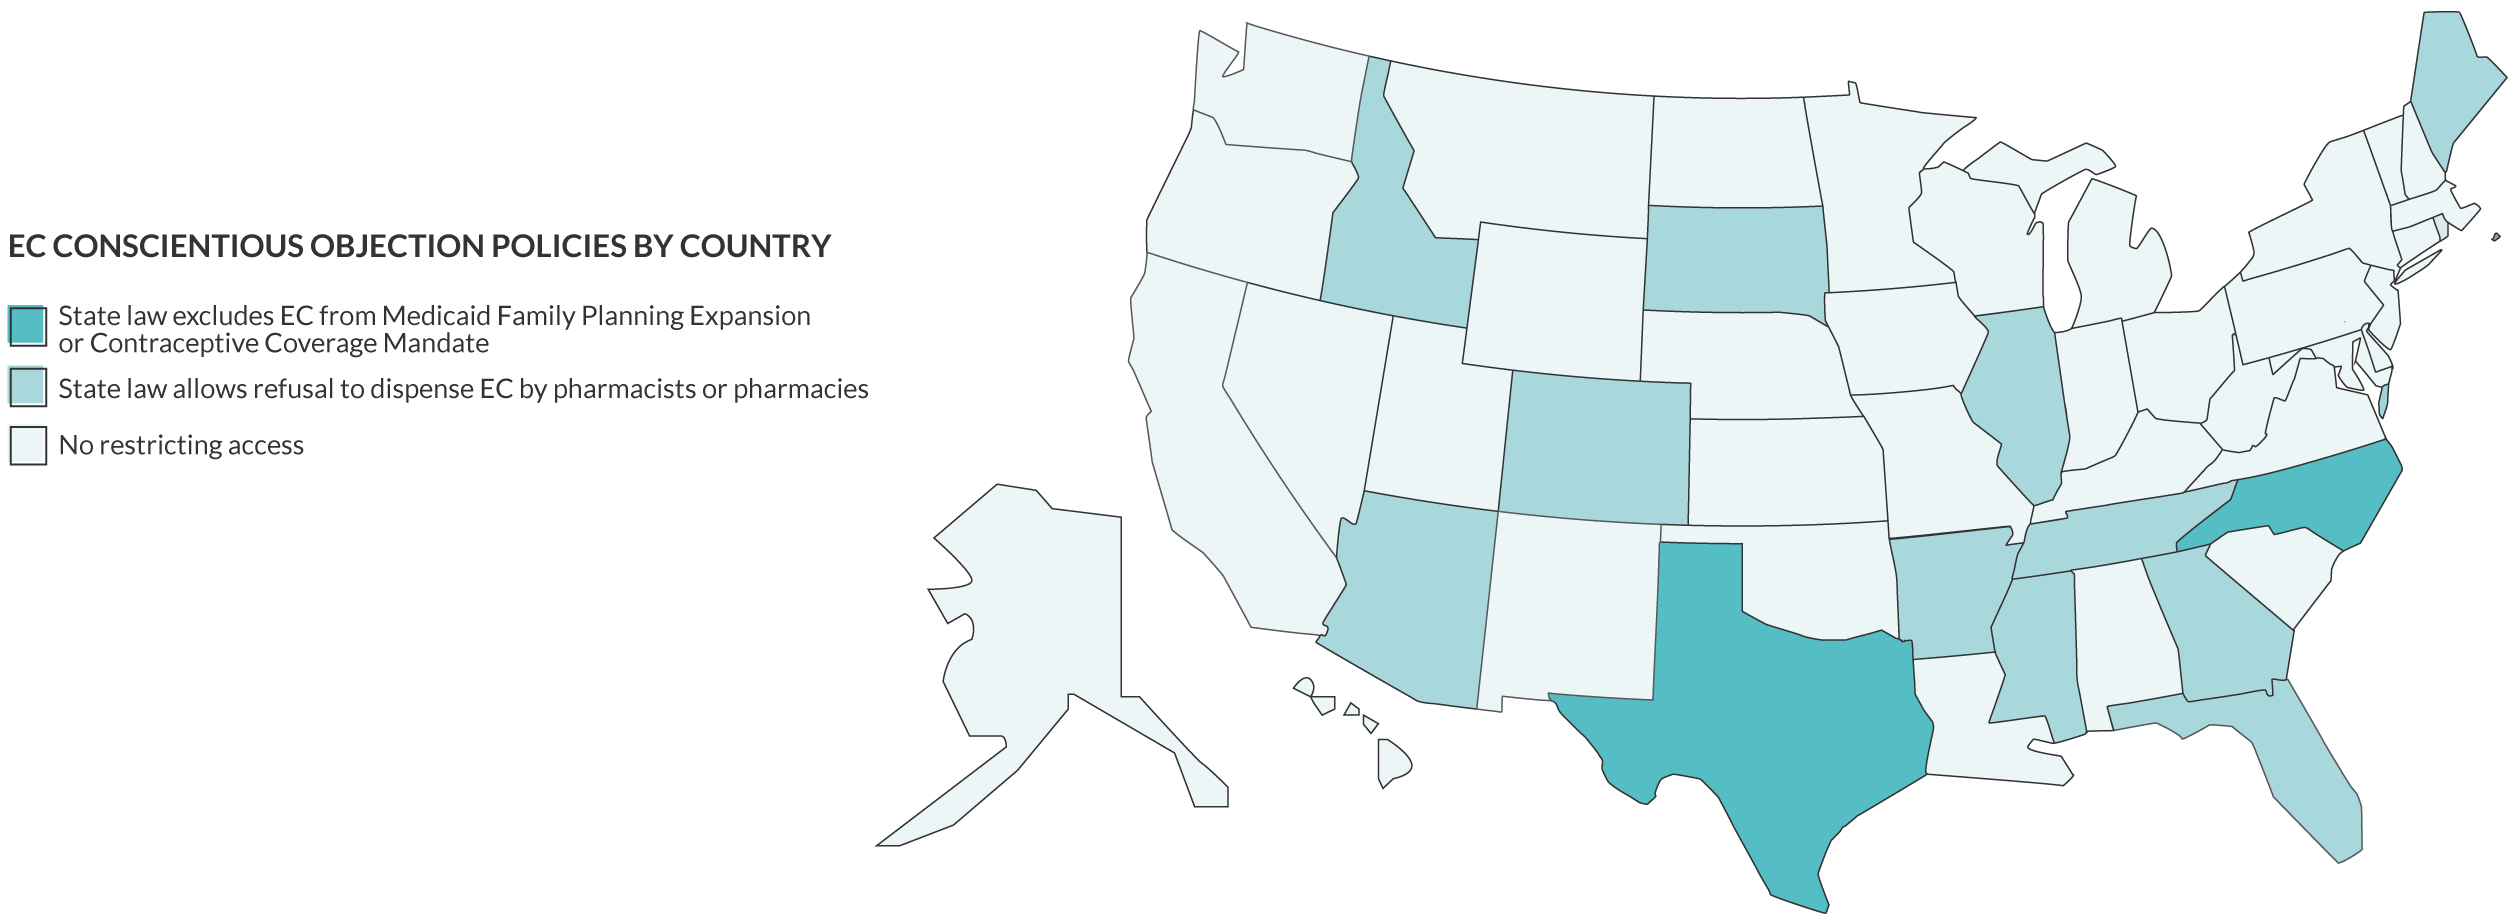 EC CONSCIENTIOUS OBJECTION POLICIES BY COUNTRY
State law excludes EC from Medicaid Family Planning Expansion
or Contraceptive Coverage Mandate
State law allows refusal to dispense EC by pharmacists or pharmacies
No restricting access